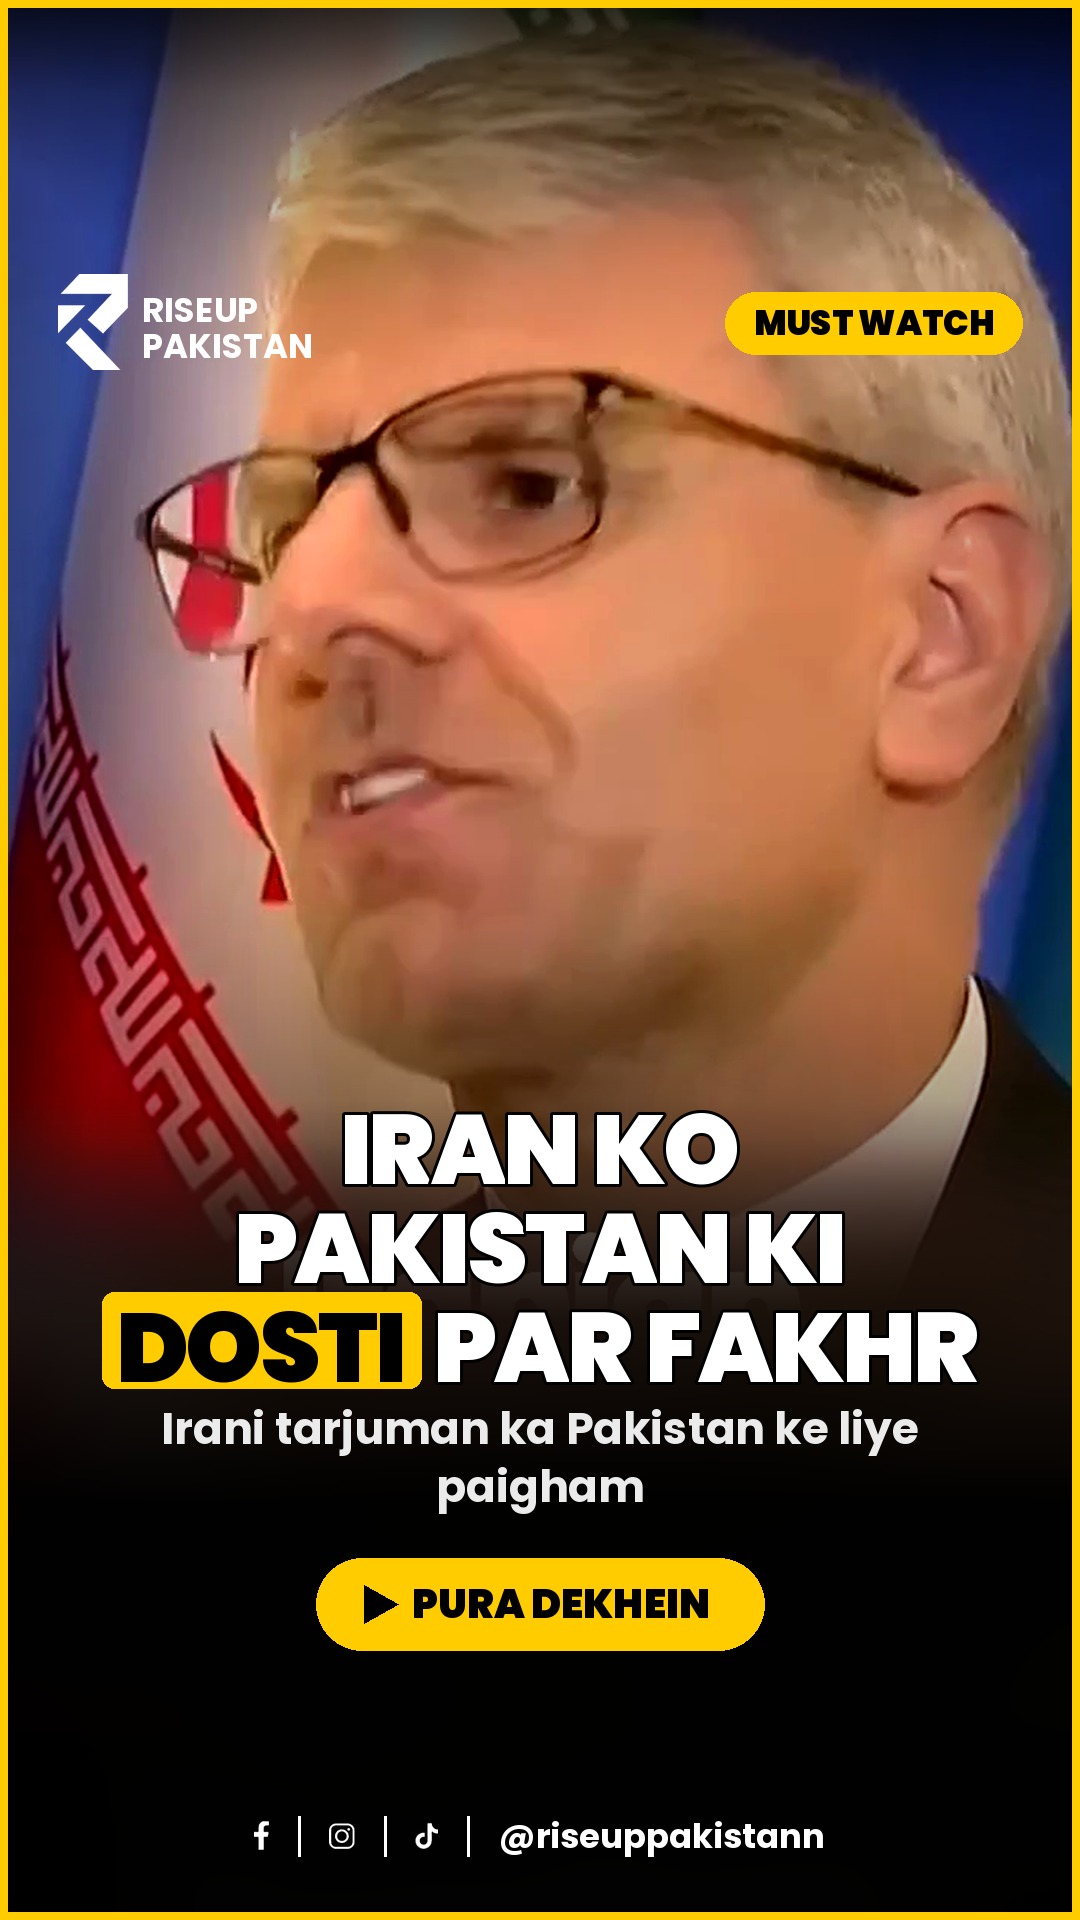 RISEUP
PAKISTAN
MUST WATCH
IRAN KO
PAKISTAN KI
DOSTI PAR FAKHR
Irani tarjuman ka Pakistan ke liye
paigham
PURA DEKHEIN
@riseuppakistann